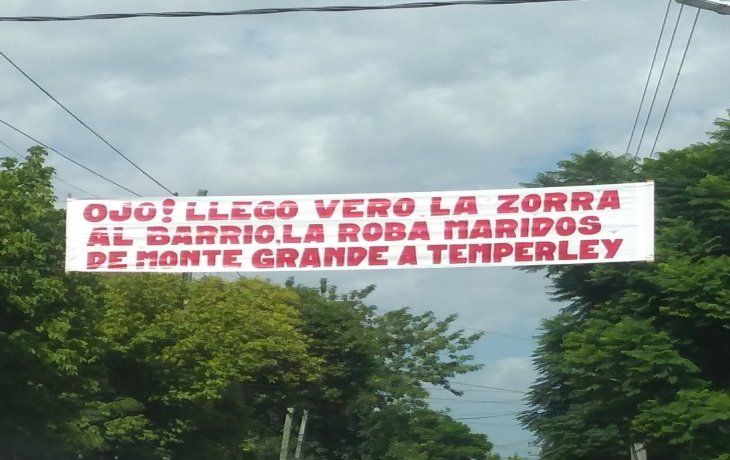 OJO! LLEGO VERO LA ZORRA
AL BARRIO, LA ROBA MARIDOS
DE MONTE GRANDE A TEMPERLEY